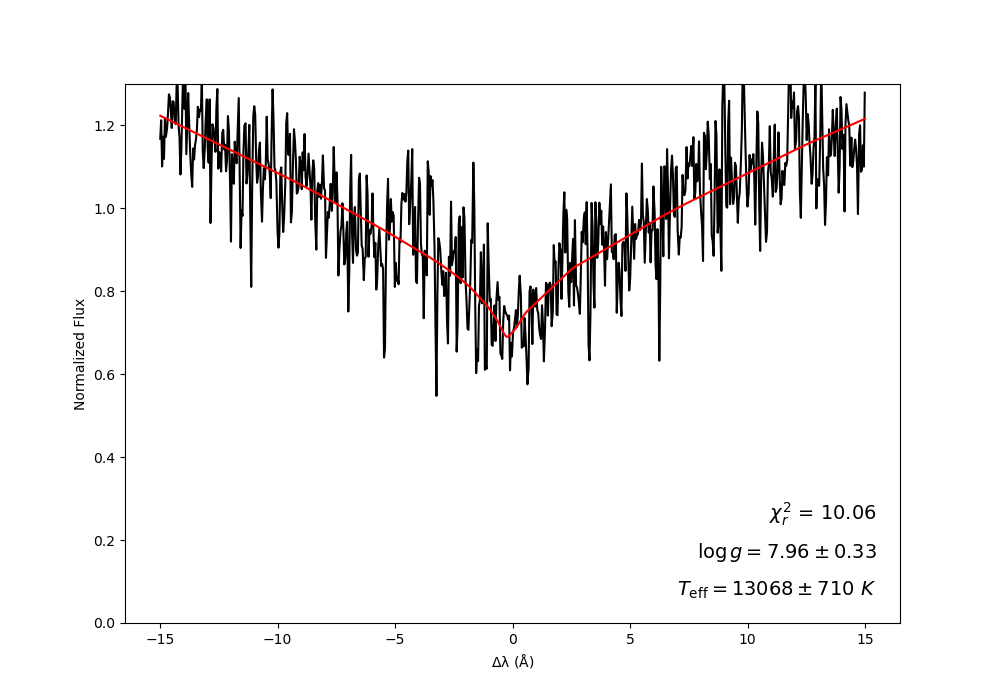 1.2
1.0
0.8
0.6
0.4
0.2
0.0
Normalized Flux
χ²ᵣ = 10.06
log g = 7.96 ± 0.33
T_eff = 13068 ± 710 K
−15 −10 −5 0 5 10 15
Δλ (Å)